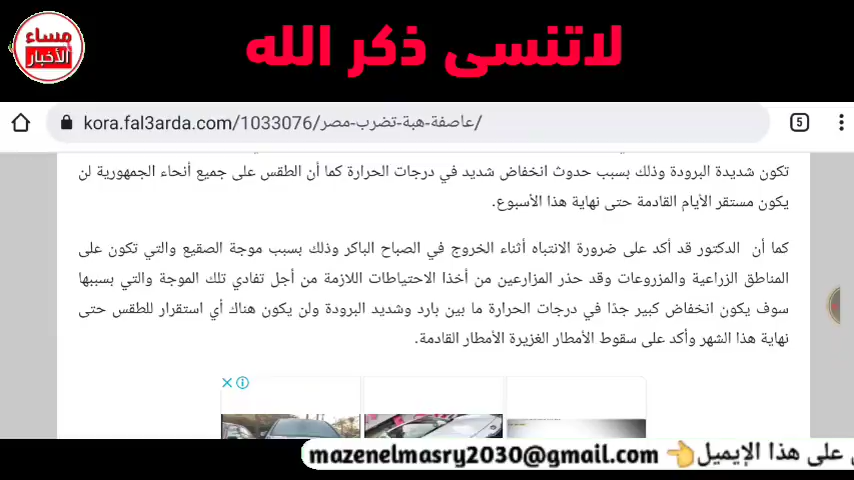 مساء
الأخبار
لاتنسى ذكر الله
kora.fal3arda.com/1033076/عاصفة-هبة-تضرب-مصر/
5
تكون شديدة البرودة وذلك بسبب حدوث انخفاض شديد في درجات الحرارة كما أن الطقس على جميع أنحاء الجمهورية لن
يكون مستقر الأيام القادمة حتى نهاية هذا الأسبوع.
كما أن الدكتور قد أكد على ضرورة الانتباه أثناء الخروج في الصباح الباكر وذلك بسبب موجة الصقيع والتي تكون على
المناطق الزراعية والمزروعات وقد حذر المزارعين من أخذا الاحتياطات اللازمة من أجل تفادي تلك الموجة والتي بسببها
سوف يكون انخفاض كبير جدًا في درجات الحرارة ما بين بارد وشديد البرودة ولن يكون هناك أي استقرار للطقس حتى
نهاية هذا الشهر وأكد على سقوط الأمطار الغزيرة الأمطار القادمة.
على هذا الإيميل 👈 mazenelmasry2030@gmail.com